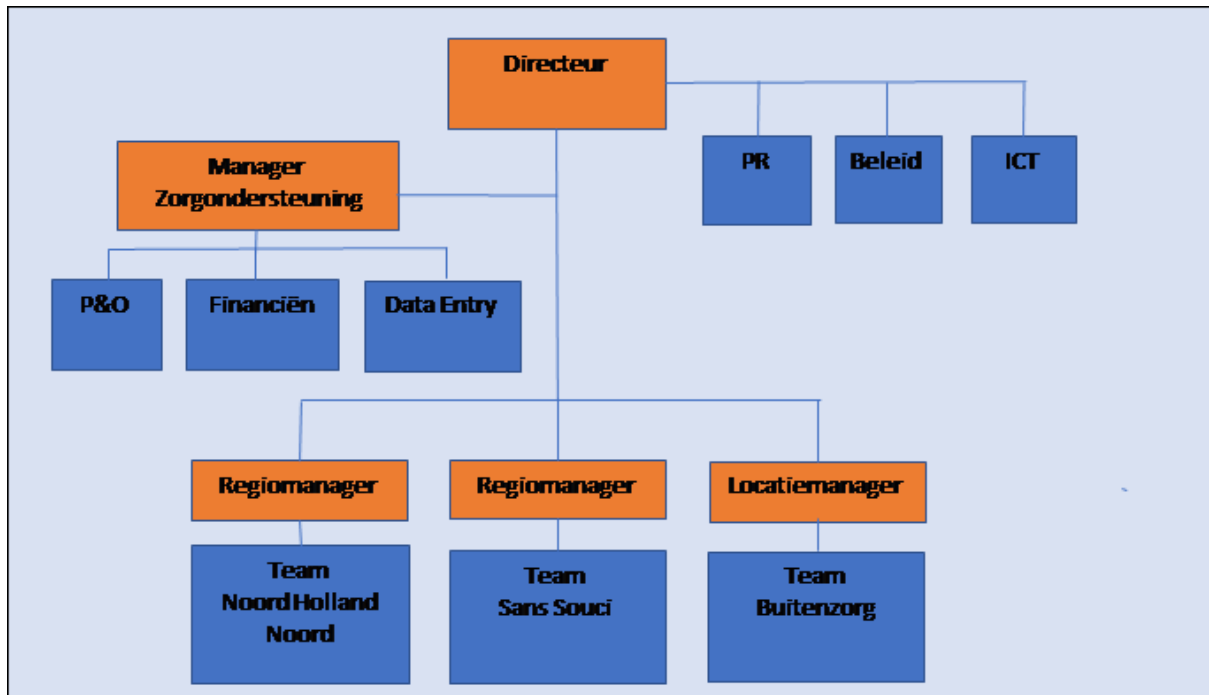 Directeur
PR
Beleid
ICT
Manager
Zorgondersteuning
P&O
Financiën
Data Entry
Regiomanager
Regiomanager
Locatiemanager
Team
Noord Holland
Noord
Team
Sans Souci
Team
Buitenzorg